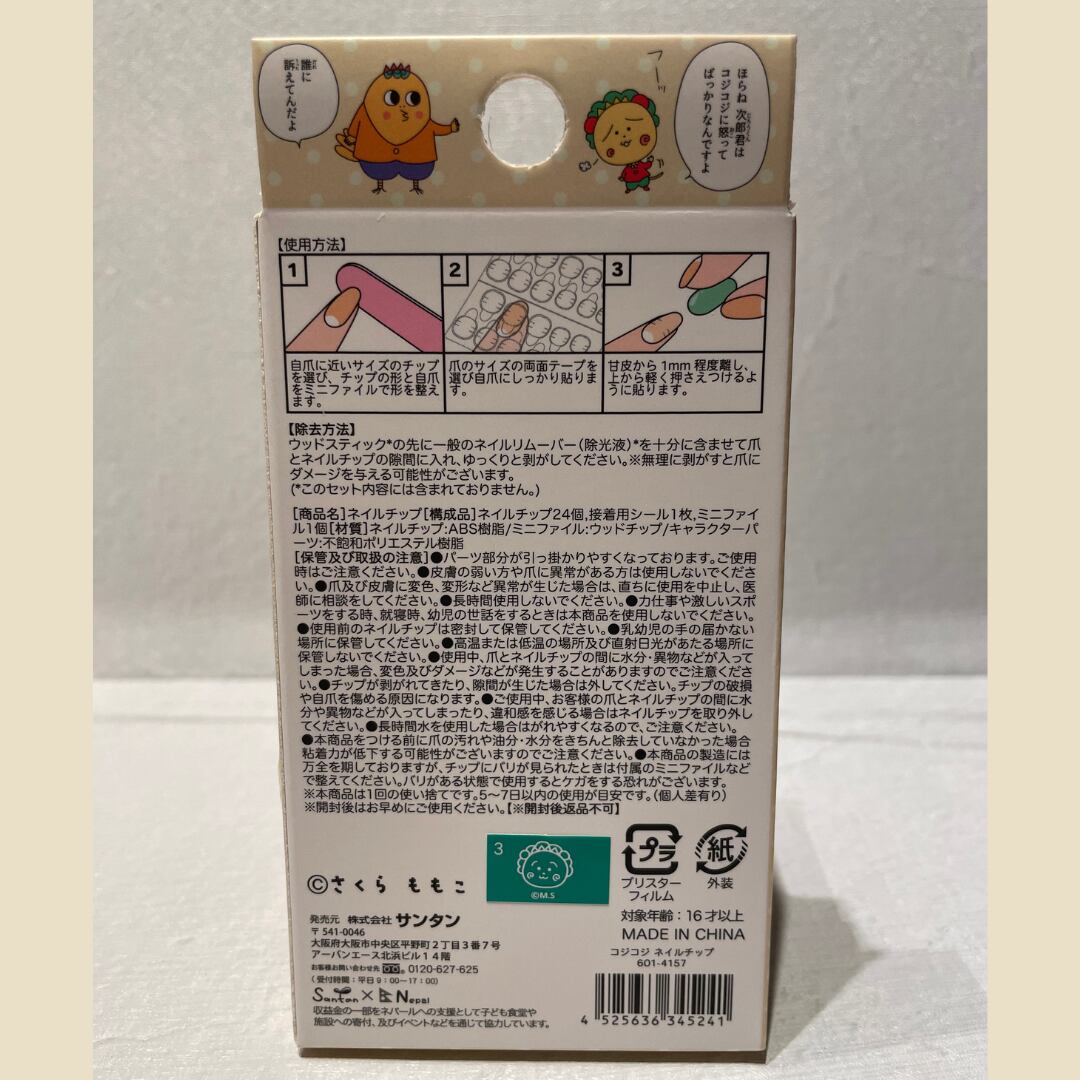 誰に
訴えてんだよ
フーッ
ほらね 次郎君は
コジコジに怒って
ばっかりなんですよ
【使用方法】
1
2
3
自爪に近いサイズのチップ
を選び、チップの形と自爪
をミニファイルで形を整え
ます。
爪のサイズの両面テープを
選び自爪にしっかり貼りま
す。
甘皮から1mm程度離し、
上から軽く押さえつけるよ
うに貼ります。
【除去方法】
ウッドスティック*の先に一般のネイルリムーバー(除光液)*を十分に含ませて爪
とネイルチップの隙間に入れ、ゆっくりと剥がしてください。※無理に剥がすと爪に
ダメージを与える可能性がございます。
(*このセット内容には含まれておりません。)
[商品名]ネイルチップ[構成品]ネイルチップ24個,接着用シール1枚,ミニファイ
ル1個[材質]ネイルチップ:ABS樹脂/ミニファイル:ウッドチップ/キャラクターパ
ーツ:不飽和ポリエステル樹脂
[保管及び取扱の注意]●パーツ部分が引っ掛かりやすくなっております。ご使用
時はご注意ください。●皮膚の弱い方や爪に異常がある方は使用しないでくださ
い。●爪及び皮膚に変色、変形など異常が生じた場合は、直ちに使用を中止し、医
師に相談をしてください。●長時間使用しないでください。●力仕事や激しいスポ
ーツをする時、就寝時、幼児の世話をするときは本商品を使用しないでください。
●使用前のネイルチップは密封して保管してください。●乳幼児の手の届かない
場所に保管してください。●高温または低温の場所及び直射日光があたる場所に
保管しないでください。●使用中、爪とネイルチップの間に水分・異物などが入って
しまった場合、変色及びダメージなどが発生することがありますのでご注意くださ
い。●チップが剥がれてきたり、隙間が生じた場合は外してください。チップの破損
や自爪を傷める原因になります。●ご使用中、お客様の爪とネイルチップの間に水
分や異物などが入ってしまったり、違和感を感じる場合はネイルチップを取り外し
てください。●長時間水を使用した場合はがれやすくなるので、ご注意ください。
●本商品をつける前に爪の汚れや油分・水分をきちんと除去していなかった場合
粘着力が低下する可能性がございますのでご注意ください。●本商品の製造には
万全を期しておりますが、チップにバリが見られたときは付属のミニファイルなど
で整えてください。バリがある状態で使用するとケガをする恐れがございます。
※本商品は1回の使い捨てです。5〜7日以内の使用が目安です。(個人差有り)
※開封後はお早めにご使用ください。【※開封後返品不可】
3
©M.S
プラ
ブリスター
フィルム
紙
外装
©さくら ももこ
対象年齢:16才以上
MADE IN CHINA
コジコジ ネイルチップ
601-4157
4 525636 345241
発売元 株式会社 サンタン
〒541-0046
大阪府大阪市中央区平野町2丁目3番7号
アーバンエース北浜ビル14階
お客様お問い合わせ先 0120-627-625
(受付時間:平日9:00〜17:00)
Santan × Nepal
収益金の一部をネパールへの支援として子ども食堂や
施設への寄付、及びイベントなどを通じて協力しています。